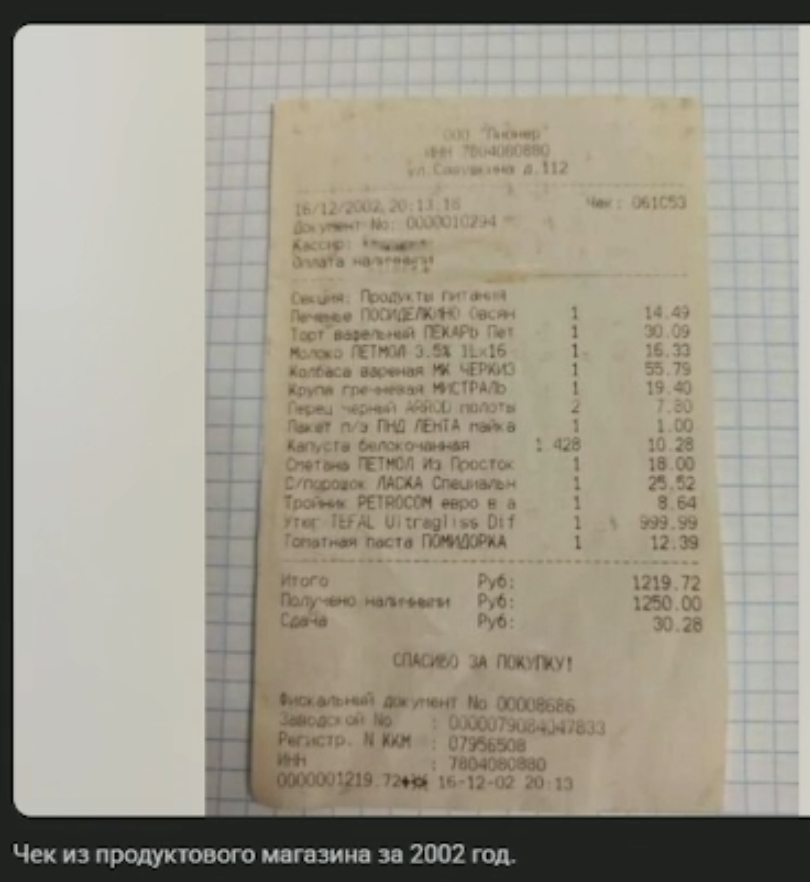 ООО "Пионер"
ИНН 7804080880
ул.Савушкина д.112
16/12/2002 20:13:16 Чек: 061053
Документ No: 0000010294
Кассир:
Оплата наличными
Секция: Продукты питания
Печенье ПОСИДЕЛКИНО Овсян 1 14.49
Торт вафельный ПЕКАРЬ Пет 1 30.09
Молоко ПЕТМОЛ 3.5% 1Lх16 1 16.33
Колбаса вареная МК ЧЕРКИЗ 1 55.79
Крупа гречневая МИСТРАЛЬ 1 19.40
Перец черный молоты 2 7.80
Пакет п/э ПНД ЛЕНТА майка 1 1.00
Капуста белокочанная 1.428 10.28
Сметана ПЕТМОЛ Из Просток 1 18.00
С/порошок ЛАСКА Специальн 1 25.52
Тройник PETROCOM евро в а 1 8.64
Утюг TEFAL Ultragliss Dif 1 999.99
Томатная паста ПОМИДОРКА 1 12.39
Итого Руб: 1219.72
Получено наличными Руб: 1250.00
Сдача Руб: 30.28
СПАСИБО ЗА ПОКУПКУ!
Фискальный документ No 00008686
Заводской No : 0000079084047833
Регистр. N ККМ : 07956508
ИНН : 7804080880
0000001219.72 16-12-02 20:13
Чек из продуктового магазина за 2002 год.